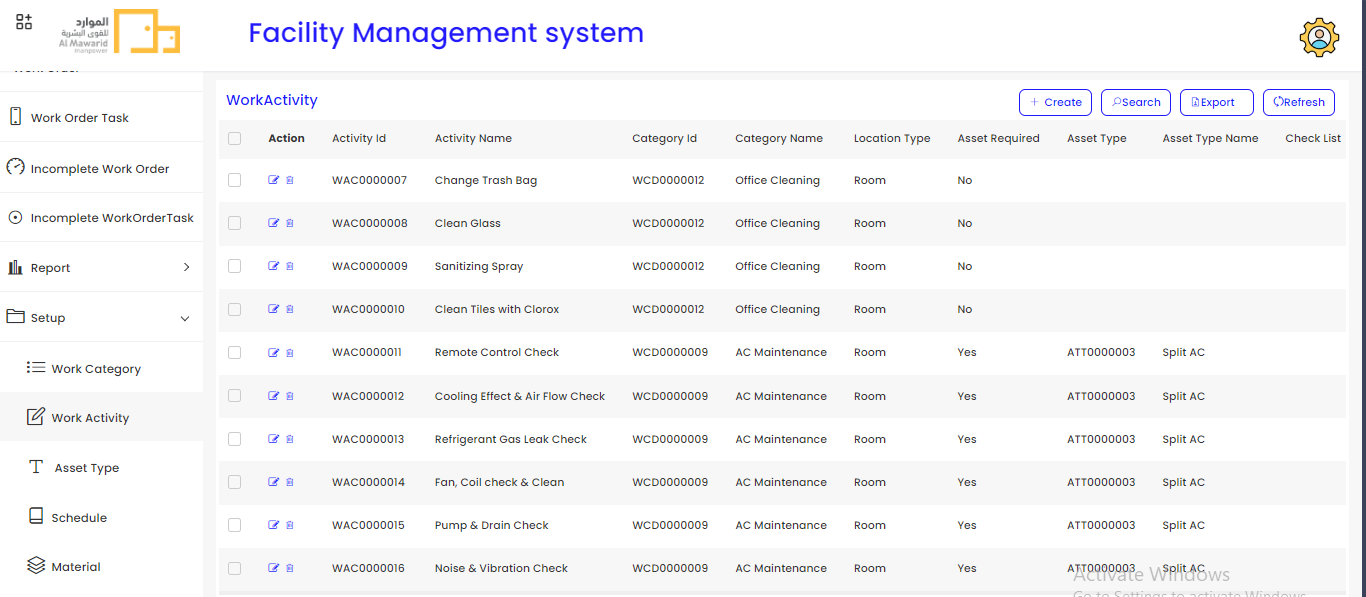 الموارد
للقوى البشرية
Al Mawarid
manpower
Facility Management system
Work Order
Work Order Task
Incomplete Work Order
Incomplete WorkOrderTask
Report
Setup
Work Category
Work Activity
Asset Type
Schedule
Material
WorkActivity
Create Search Export Refresh
Action Activity Id Activity Name Category Id Category Name Location Type Asset Required Asset Type Asset Type Name Check List
WAC0000007 Change Trash Bag WCD0000012 Office Cleaning Room No
WAC0000008 Clean Glass WCD0000012 Office Cleaning Room No
WAC0000009 Sanitizing Spray WCD0000012 Office Cleaning Room No
WAC0000010 Clean Tiles with Clorox WCD0000012 Office Cleaning Room No
WAC0000011 Remote Control Check WCD0000009 AC Maintenance Room Yes ATT0000003 Split AC
WAC0000012 Cooling Effect & Air Flow Check WCD0000009 AC Maintenance Room Yes ATT0000003 Split AC
WAC0000013 Refrigerant Gas Leak Check WCD0000009 AC Maintenance Room Yes ATT0000003 Split AC
WAC0000014 Fan, Coil check & Clean WCD0000009 AC Maintenance Room Yes ATT0000003 Split AC
WAC0000015 Pump & Drain Check WCD0000009 AC Maintenance Room Yes ATT0000003 Split AC
WAC0000016 Noise & Vibration Check WCD0000009 AC Maintenance Room Yes ATT0000003 Split AC
Activate Windows
Go to Settings to activate Windows.